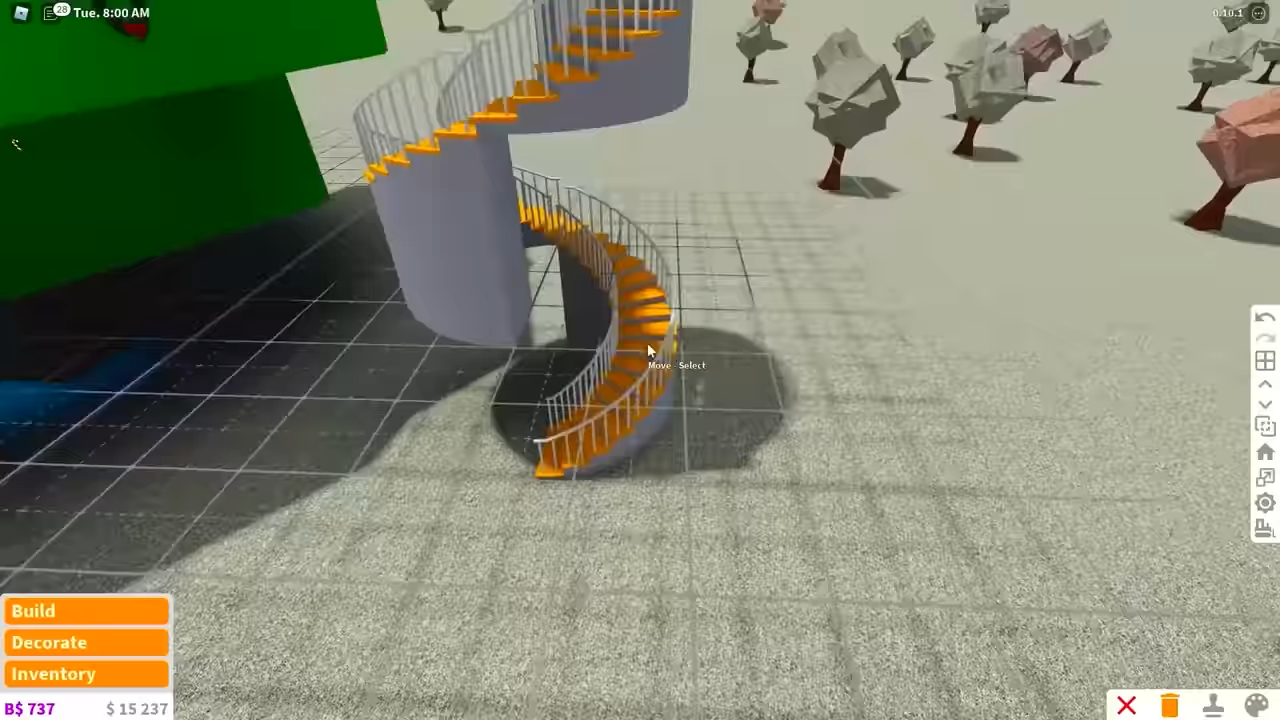 28 Tue. 8:00 AM
0.10.1
Move - Select
Build
Decorate
Inventory
B$ 737 $ 15 237